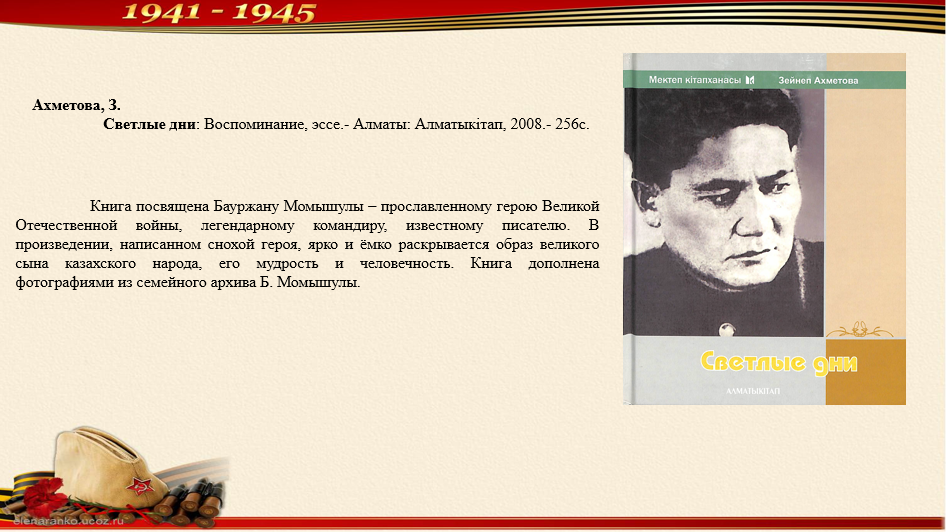 1941 - 1945
Ахметова, З.
Светлые дни: Воспоминание, эссе.- Алматы: Алматыкітап, 2008.- 256с.
Книга посвящена Бауржану Момышулы – прославленному герою Великой
Отечественной войны, легендарному командиру, известному писателю. В
произведении, написанном снохой героя, ярко и ёмко раскрывается образ великого
сына казахского народа, его мудрость и человечность. Книга дополнена
фотографиями из семейного архива Б. Момышулы.
Мектеп кітапханасы Зейнеп Ахметова
Светлые дни
АЛМАТЫКІТАП
elenaranko.ucoz.ru